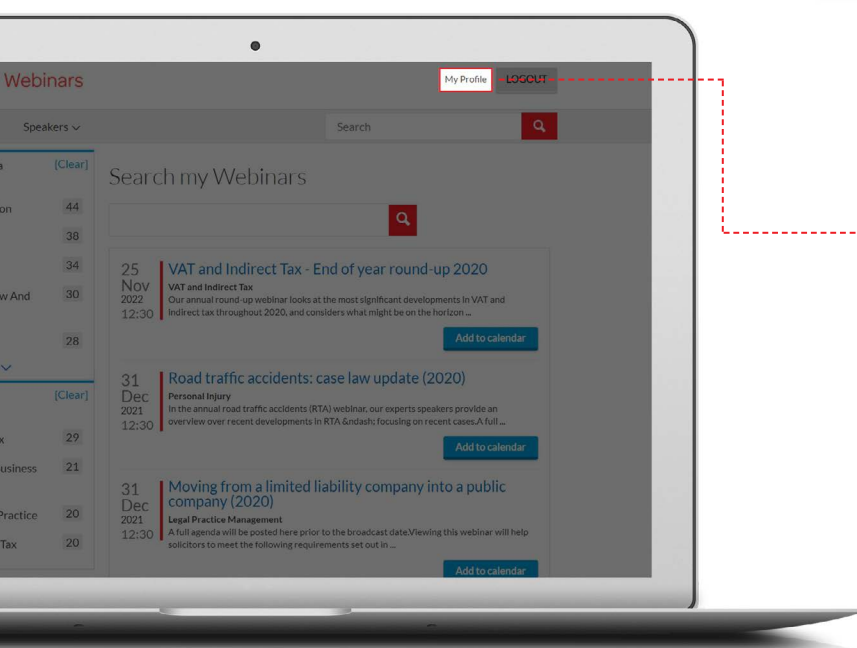 Webinars
My Profile
LOGOUT
Speakers
Search
[Clear]
44
38
34
w And
30
28
[Clear]
29
usiness
21
Practice
20
Tax
20
Search my Webinars
25
Nov
2022
12:30
VAT and Indirect Tax - End of year round-up 2020
VAT and Indirect Tax
Our annual round-up webinar looks at the most significant developments in VAT and
indirect tax throughout 2020, and considers what might be on the horizon ...
Add to calendar
31
Dec
2021
12:30
Road traffic accidents: case law update (2020)
Personal Injury
In the annual road traffic accidents (RTA) webinar, our experts speakers provide an
overview over recent developments in RTA &ndash; focusing on recent cases.A full ...
Add to calendar
31
Dec
2021
12:30
Moving from a limited liability company into a public
company (2020)
Legal Practice Management
A full agenda will be posted here prior to the broadcast date.Viewing this webinar will help
solicitors to meet the following requirements set out in ...
Add to calendar